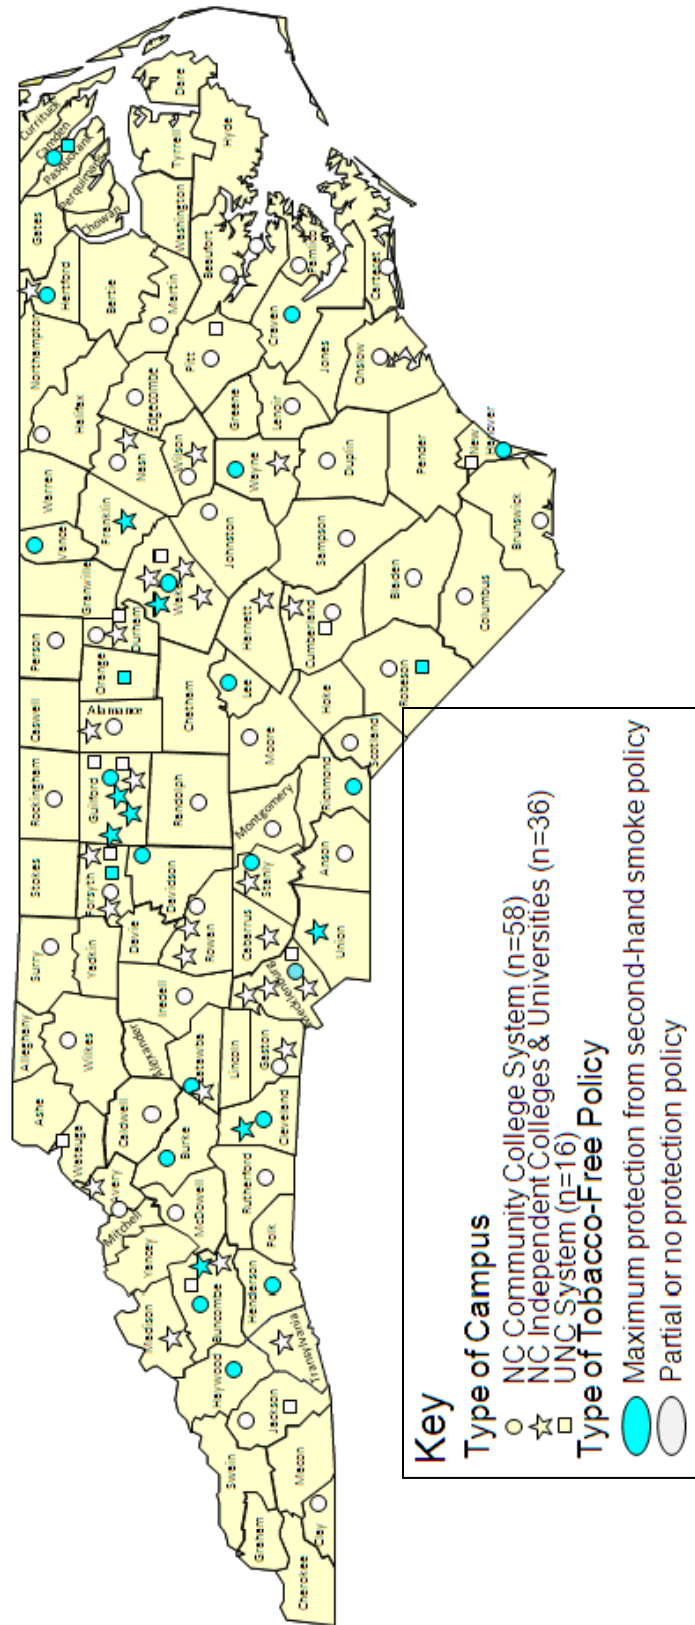 Currituck
Camden
Pasquotank
Perquimans
Chowan
Gates
Hertford
Northampton
Bertie
Halifax
Warren
Vance
Granville
Franklin
Person
Caswell
Rockingham
Stokes
Surry
Alleghany
Ashe
Watauga
Wilkes
Yadkin
Forsyth
Guilford
Alamance
Orange
Durham
Wake
Nash
Edgecombe
Martin
Washington
Tyrrell
Dare
Hyde
Beaufort
Pitt
Wilson
Johnston
Chatham
Randolph
Davidson
Davie
Iredell
Alexander
Caldwell
Avery
Mitchell
Yancey
Madison
Buncombe
McDowell
Burke
Catawba
Lincoln
Rowan
Cabarrus
Stanly
Montgomery
Moore
Lee
Harnett
Wayne
Greene
Lenoir
Craven
Pamlico
Carteret
Jones
Onslow
Duplin
Sampson
Cumberland
Hoke
Scotland
Richmond
Anson
Union
Mecklenburg
Gaston
Cleveland
Rutherford
Polk
Henderson
Transylvania
Haywood
Jackson
Swain
Macon
Graham
Clay
Cherokee
Robeson
Bladen
Columbus
Brunswick
New
Hanover
Pender
Key
Type of Campus
NC Community College System (n=58)
NC Independent Colleges & Universities (n=36)
UNC System (n=16)
Type of Tobacco-Free Policy
Maximum protection from second-hand smoke policy
Partial or no protection policy